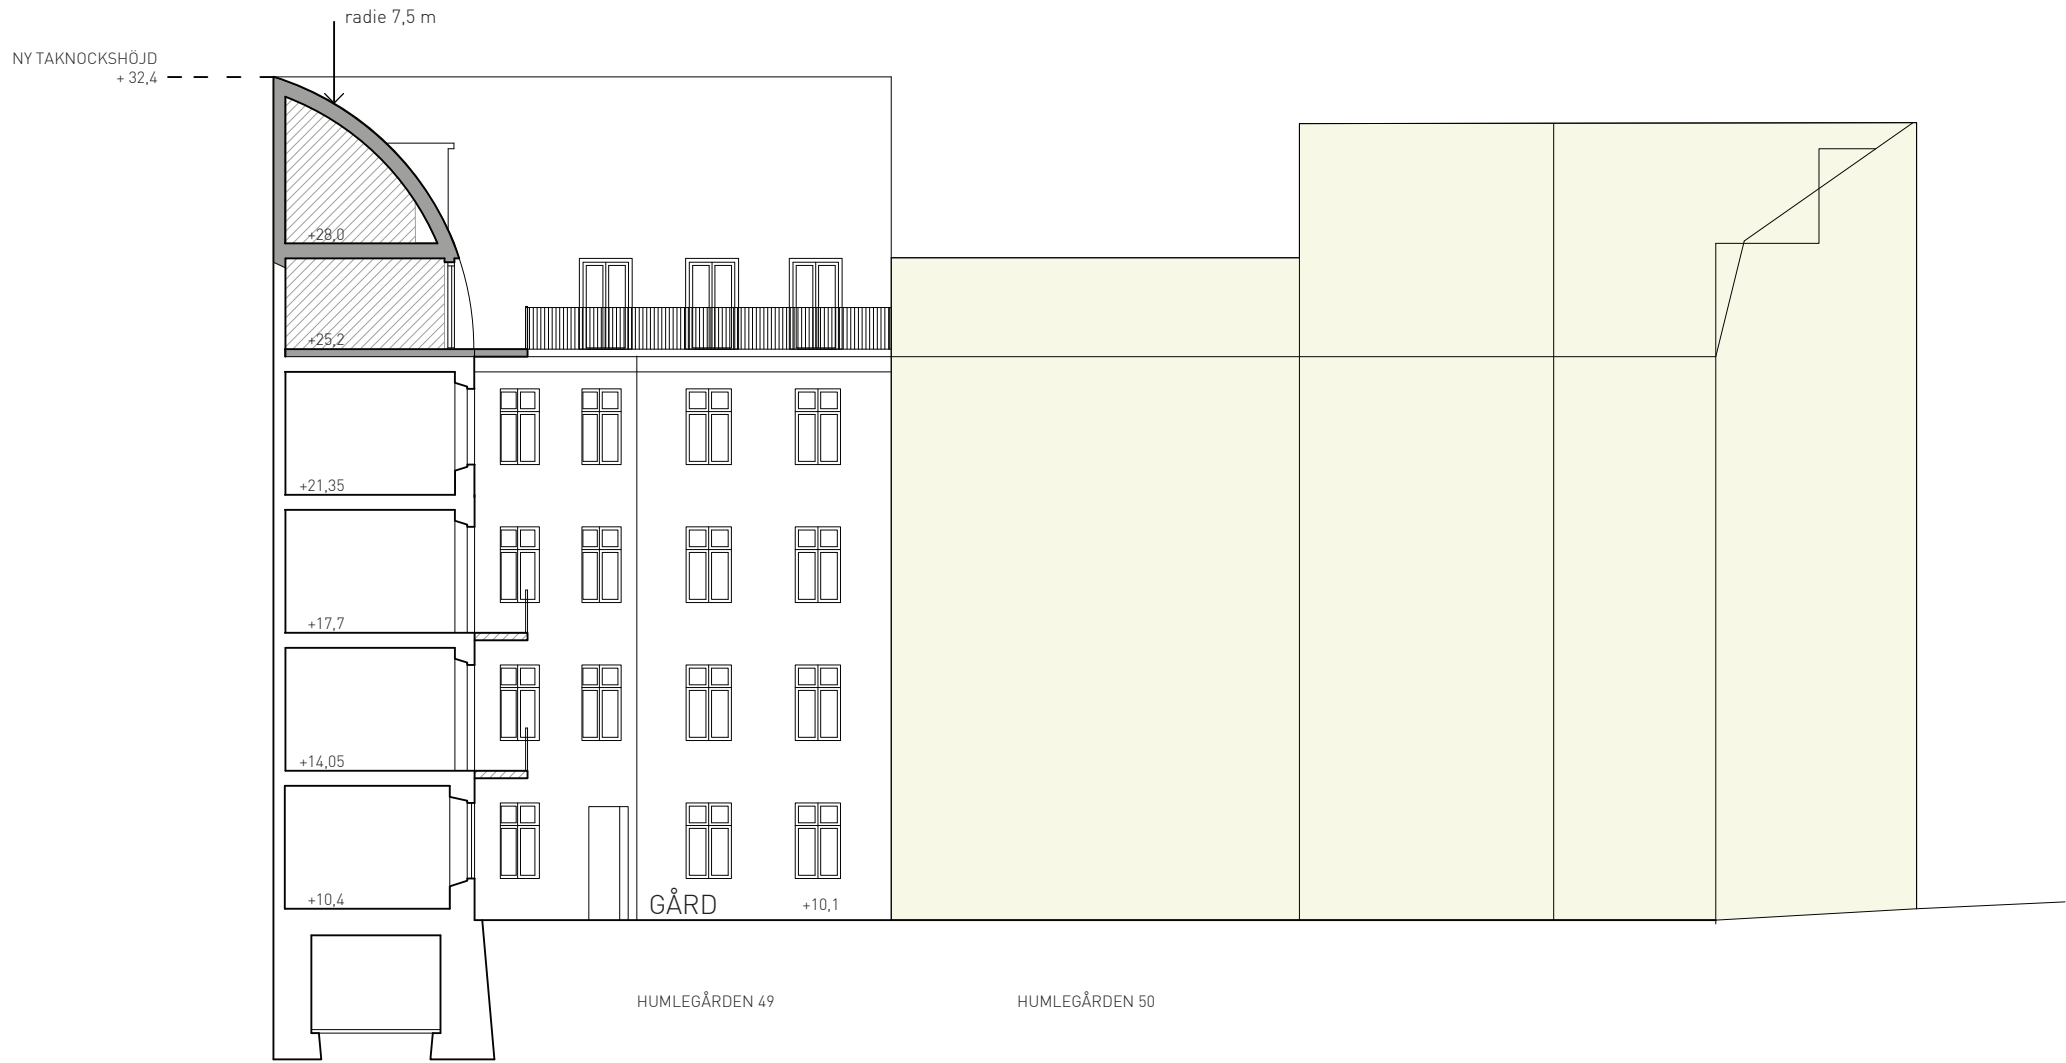 radie 7,5 m
NY TAKNOCKSHÖJD
+ 32,4
+28,0
+25,2
+21,35
+17,7
+14,05
+10,4
GÅRD
+10,1
HUMLEGÅRDEN 49
HUMLEGÅRDEN 50